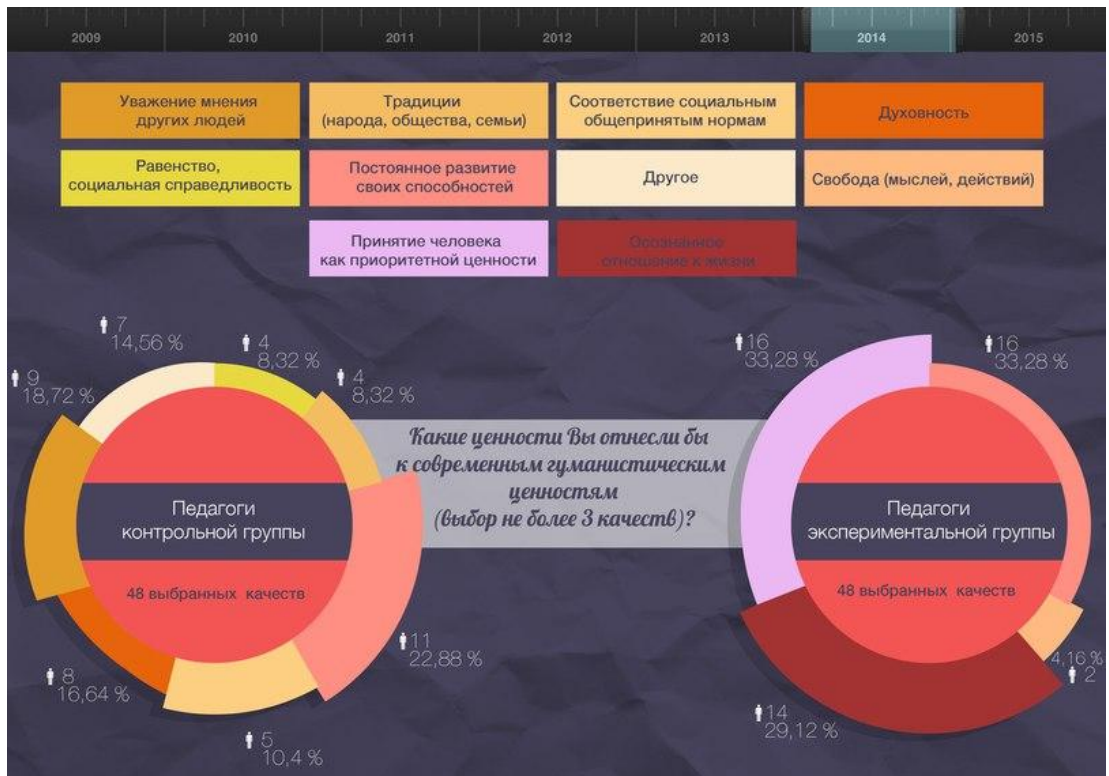 2009 2010 2011 2012 2013 2014 2015
Уважение мнения
других людей
Традиции
(народа, общества, семьи)
Соответствие социальным
общепринятым нормам
Духовность
Равенство,
социальная справедливость
Постоянное развитие
своих способностей
Другое
Свобода (мыслей, действий)
Принятие человека
как приоритетной ценности
Осознанное
отношение к жизни
7
14,56 %
4
8,32 %
4
8,32 %
9
18,72 %
Педагоги
контрольной группы
48 выбранных качеств
11
22,88 %
8
16,64 %
5
10,4 %
Какие ценности Вы отнесли бы
к современным гуманистическим
ценностям
(выбор не более 3 качеств)?
16
33,28 %
16
33,28 %
Педагоги
экспериментальной группы
48 выбранных качеств
4,16 %
2
14
29,12 %